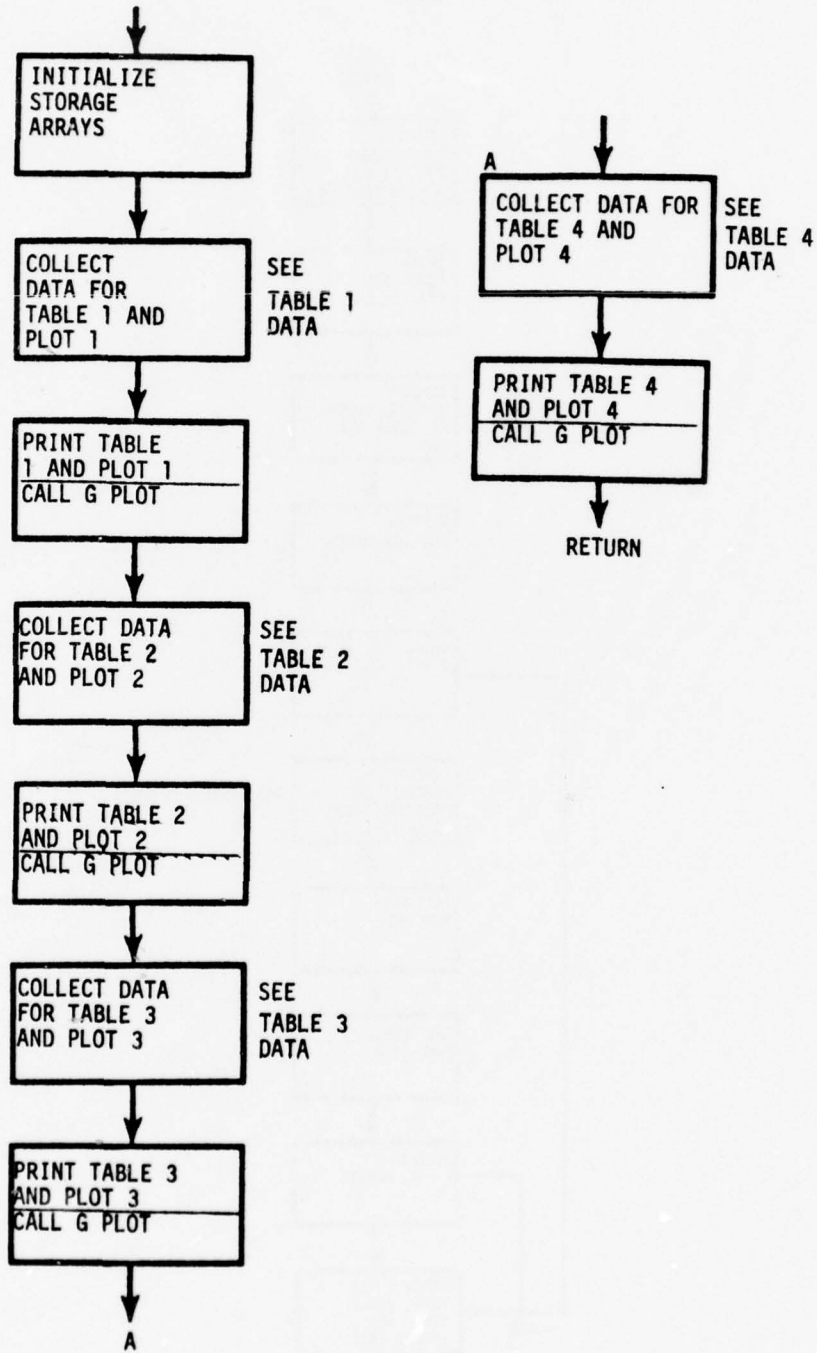 INITIALIZE
STORAGE
ARRAYS
COLLECT
DATA FOR
TABLE 1 AND
PLOT 1
SEE
TABLE 1
DATA
PRINT TABLE
1 AND PLOT 1
CALL G PLOT
COLLECT DATA
FOR TABLE 2
AND PLOT 2
SEE
TABLE 2
DATA
PRINT TABLE 2
AND PLOT 2
CALL G PLOT
COLLECT DATA
FOR TABLE 3
AND PLOT 3
SEE
TABLE 3
DATA
PRINT TABLE 3
AND PLOT 3
CALL G PLOT
A
A
COLLECT DATA FOR
TABLE 4 AND
PLOT 4
SEE
TABLE 4
DATA
PRINT TABLE 4
AND PLOT 4
CALL G PLOT
RETURN